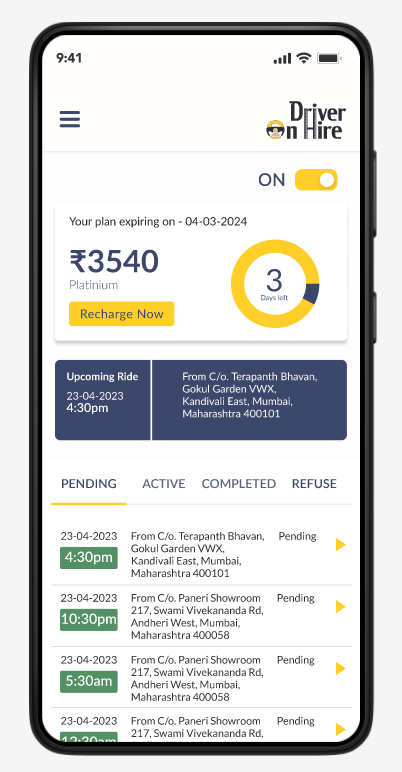 9:41
Driver
On Hire
ON
Your plan expiring on - 04-03-2024
₹3540
Platinium
Recharge Now
3
Days left
Upcoming Ride
23-04-2023
4:30pm
From C/o. Terapanth Bhavan,
Gokul Garden VWX,
Kandivali East, Mumbai,
Maharashtra 400101
PENDING ACTIVE COMPLETED REFUSE
23-04-2023
4:30pm
From C/o. Terapanth Bhavan,
Gokul Garden VWX,
Kandivali East, Mumbai,
Maharashtra 400101
Pending
23-04-2023
10:30pm
From C/o. Paneri Showroom
217, Swami Vivekananda Rd,
Andheri West, Mumbai,
Maharashtra 400058
Pending
23-04-2023
5:30am
From C/o. Paneri Showroom
217, Swami Vivekananda Rd,
Andheri West, Mumbai,
Maharashtra 400058
Pending
23-04-2023
12:30am
From C/o. Paneri Showroom
217, Swami Vivekananda Rd,
Pending